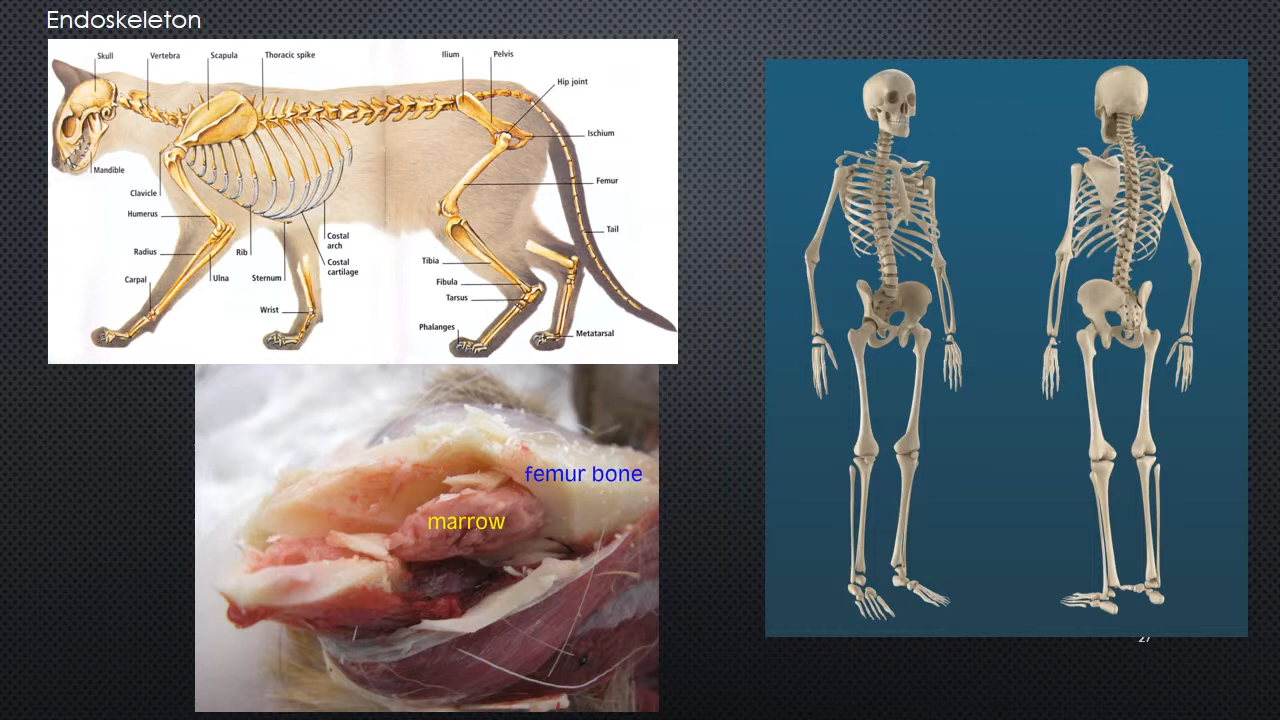 Endoskeleton
Skull
Vertebra
Scapula
Thoracic spike
Ilium
Pelvis
Hip joint
Ischium
Mandible
Clavicle
Femur
Humerus
Tail
Costal
arch
Radius
Rib
Costal
cartilage
Tibia
Carpal
Ulna
Sternum
Fibula
Tarsus
Wrist
Phalanges
Metatarsal
femur bone
marrow
27